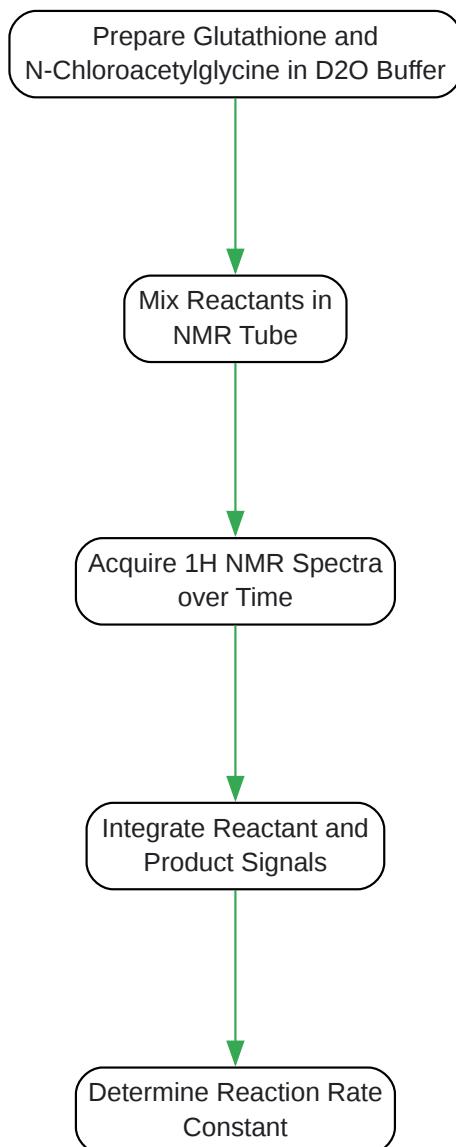 Prepare Glutathione and
N-Chloroacetylglycine in D2O Buffer
Mix Reactants in
NMR Tube
Acquire 1H NMR Spectra
over Time
Integrate Reactant and
Product Signals
Determine Reaction Rate
Constant